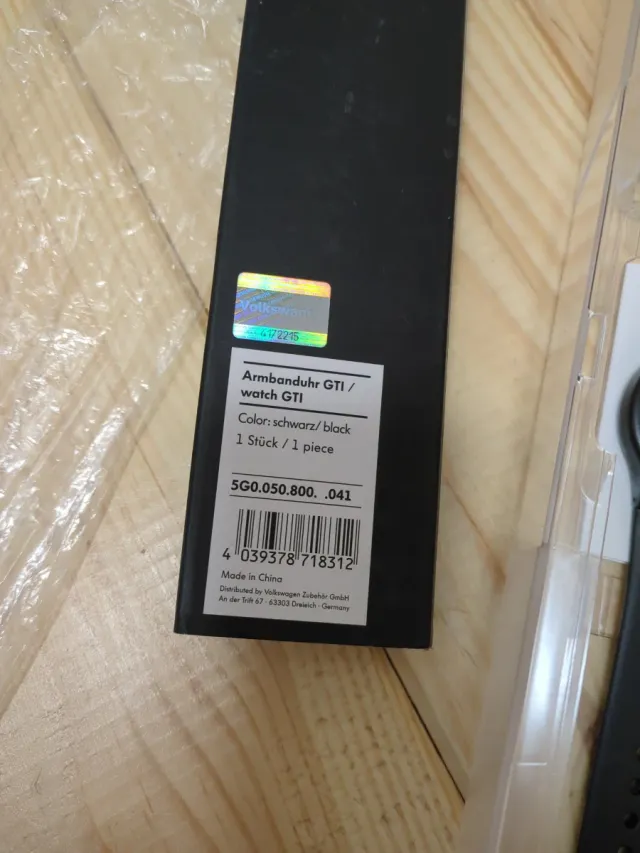 Volkswagen
172215
Armbanduhr GTI /
watch GTI
Color: schwarz/ black
1 Stück / 1 piece
5G0.050.800. .041
4 039378 718312
Made in China
Distributed by Volkswagen Zubehör GmbH
An der Trift 67 · 63303 Dreieich · Germany